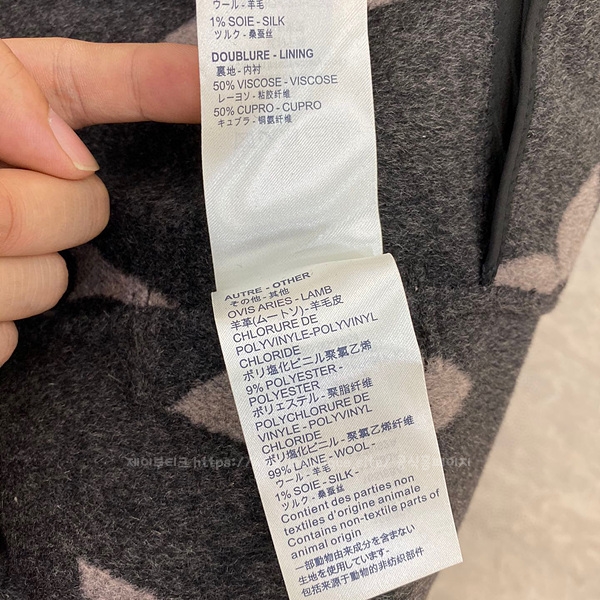 ウール - 羊毛
1% SOIE - SILK
ツルク - 桑蚕丝
DOUBLURE - LINING
裏地 - 内衬
50% VISCOSE - VISCOSE
レーヨン - 粘胶纤维
50% CUPRO - CUPRO
キュプラ - 铜氨纤维
AUTRE - OTHER
その他 - 其他
OVIS ARIES - LAMB
羊革(ムートン) - 羊毛皮
CHLORURE DE
POLYVINYLE-POLYVINYL
CHLORIDE
ポリ塩化ビニル 聚氯乙烯
9% POLYESTER -
POLYESTER
ポリエステル - 聚脂纤维
POLYCHLORURE DE
VINYLE - POLYVINYL
CHLORIDE
ポリ塩化ビニル - 聚氯乙烯纤维
99% LAINE - WOOL -
ウール - 羊毛
1% SOIE - SILK -
ツルク - 桑蚕丝
Contient des parties non
textiles d'origine animale
Contains non-textile parts of
animal origin
一部動物由来成分を含まない
生地を使用しています-
包括来源于动物的非纺织部件
https://